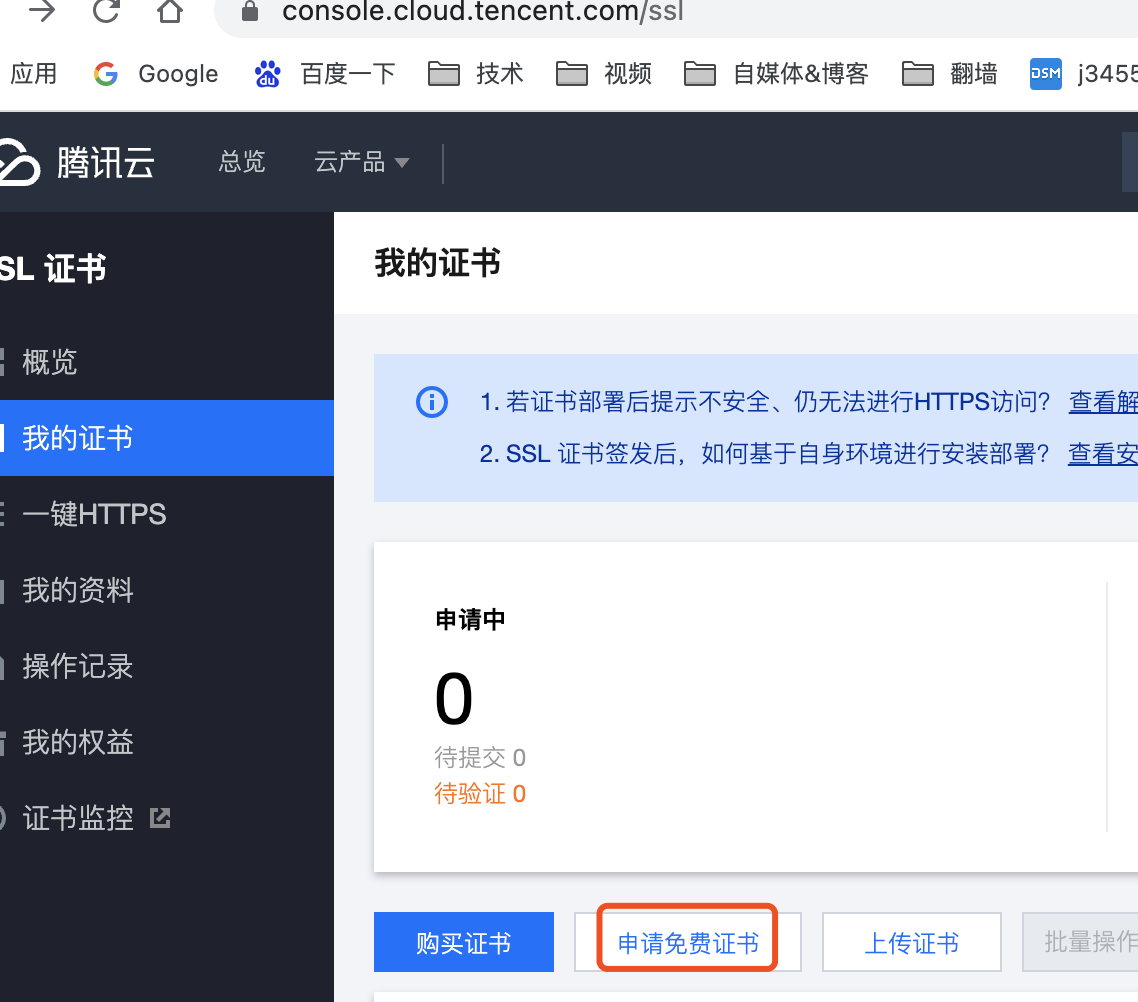 console.cloud.tencent.com/ssl
应用 Google 百度一下 技术 视频 自媒体&博客 翻墙 DSM j3455
腾讯云 总览 云产品
SL 证书
概览
我的证书
一键HTTPS
我的资料
操作记录
我的权益
证书监控
我的证书
1. 若证书部署后提示不安全、仍无法进行HTTPS访问? 查看解
2. SSL 证书签发后，如何基于自身环境进行安装部署? 查看安
申请中
0
待提交 0
待验证 0
购买证书 申请免费证书 上传证书 批量操作